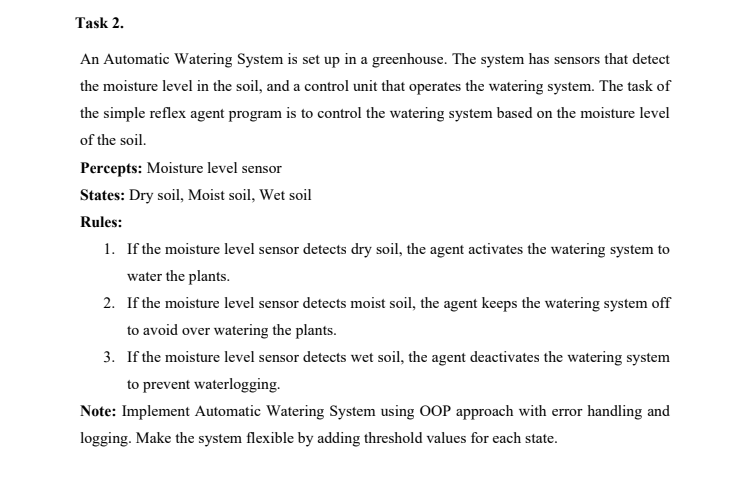 Task 2.
An Automatic Watering System is set up in a greenhouse. The system has sensors that detect
the moisture level in the soil, and a control unit that operates the watering system. The task of
the simple reflex agent program is to control the watering system based on the moisture level
of the soil.
Percepts: Moisture level sensor
States: Dry soil, Moist soil, Wet soil
Rules:
1. If the moisture level sensor detects dry soil, the agent activates the watering system to
water the plants.
2. If the moisture level sensor detects moist soil, the agent keeps the watering system off
to avoid over watering the plants.
3. If the moisture level sensor detects wet soil, the agent deactivates the watering system
to prevent waterlogging.
Note: Implement Automatic Watering System using OOP approach with error handling and
logging. Make the system flexible by adding threshold values for each state.